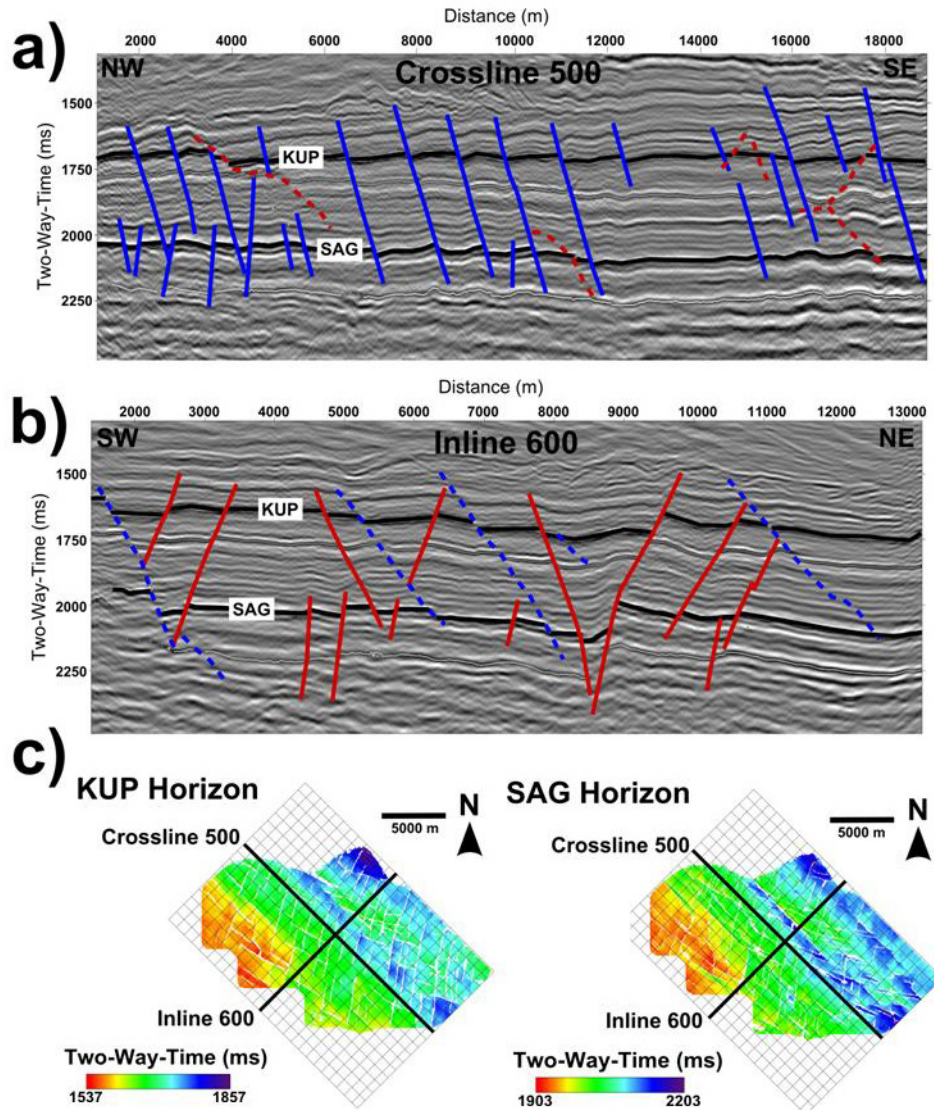 Distance (m)
2000 4000 6000 8000 10000 12000 14000 16000 18000
a)
NW
Crossline 500
SE
Two-Way-Time (ms)
1500
1750
2000
2250
KUP
SAG
Distance (m)
2000 3000 4000 5000 6000 7000 8000 9000 10000 11000 12000 13000
b)
SW
Inline 600
NE
Two-Way-Time (ms)
1500
1750
2000
2250
KUP
SAG
c)
KUP Horizon
Crossline 500
5000 m
N
Inline 600
Two-Way-Time (ms)
1537 1857
SAG Horizon
Crossline 500
5000 m
N
Inline 600
Two-Way-Time (ms)
1903 2203